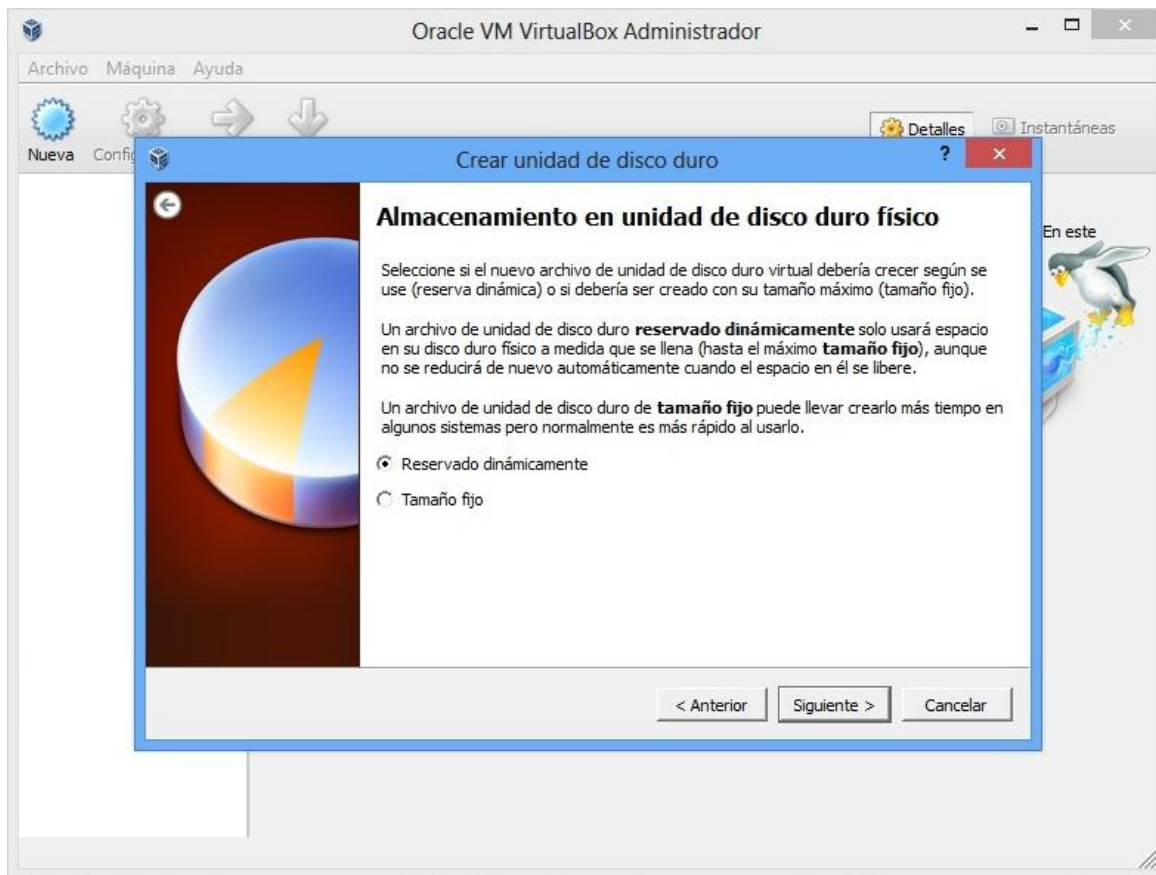 Oracle VM VirtualBox Administrador
Archivo Máquina Ayuda
Nueva
Detalles
Instantáneas
Crear unidad de disco duro
?
En este
Almacenamiento en unidad de disco duro físico
Seleccione si el nuevo archivo de unidad de disco duro virtual debería crecer según se
use (reserva dinámica) o si debería ser creado con su tamaño máximo (tamaño fijo).
Un archivo de unidad de disco duro reservado dinámicamente solo usará espacio
en su disco duro físico a medida que se llena (hasta el máximo tamaño fijo), aunque
no se reducirá de nuevo automáticamente cuando el espacio en él se libere.
Un archivo de unidad de disco duro de tamaño fijo puede llevar crearlo más tiempo en
algunos sistemas pero normalmente es más rápido al usarlo.
Reservado dinámicamente
Tamaño fijo
< Anterior
Siguiente >
Cancelar